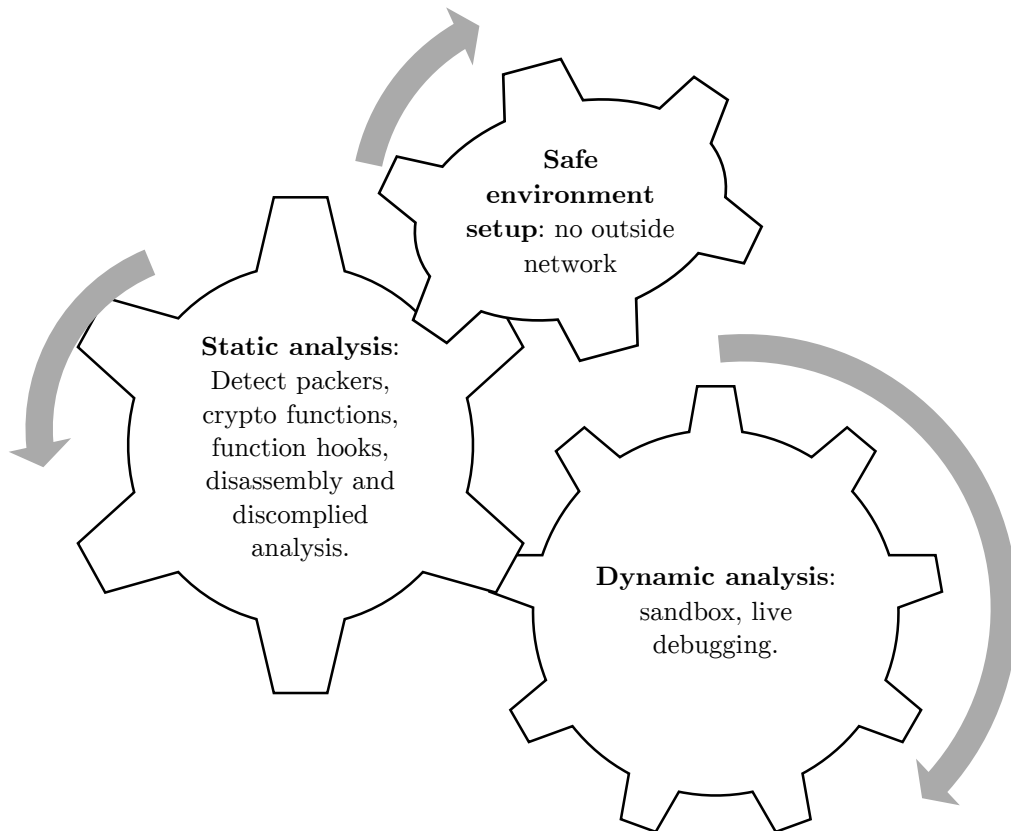 Safe
environment
setup: no outside
network
Static analysis:
Detect packers,
crypto functions,
function hooks,
disassembly and
discomplied
analysis.
Dynamic analysis:
sandbox, live
debugging.